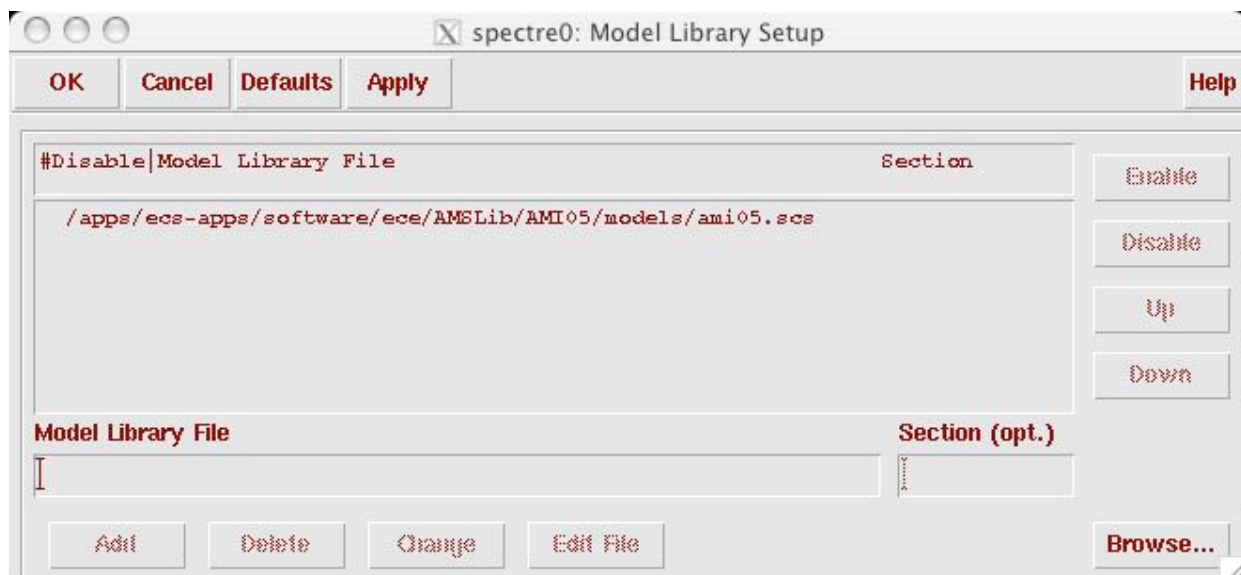 X spectre0: Model Library Setup
OK Cancel Defaults Apply Help
#Disable|Model Library File Section
Enable
/apps/ecs-apps/software/ece/AMSLib/AMI05/models/ami05.scs
Disable
Up
Down
Model Library File Section (opt.)
Add Delete Change Edit File Browse...